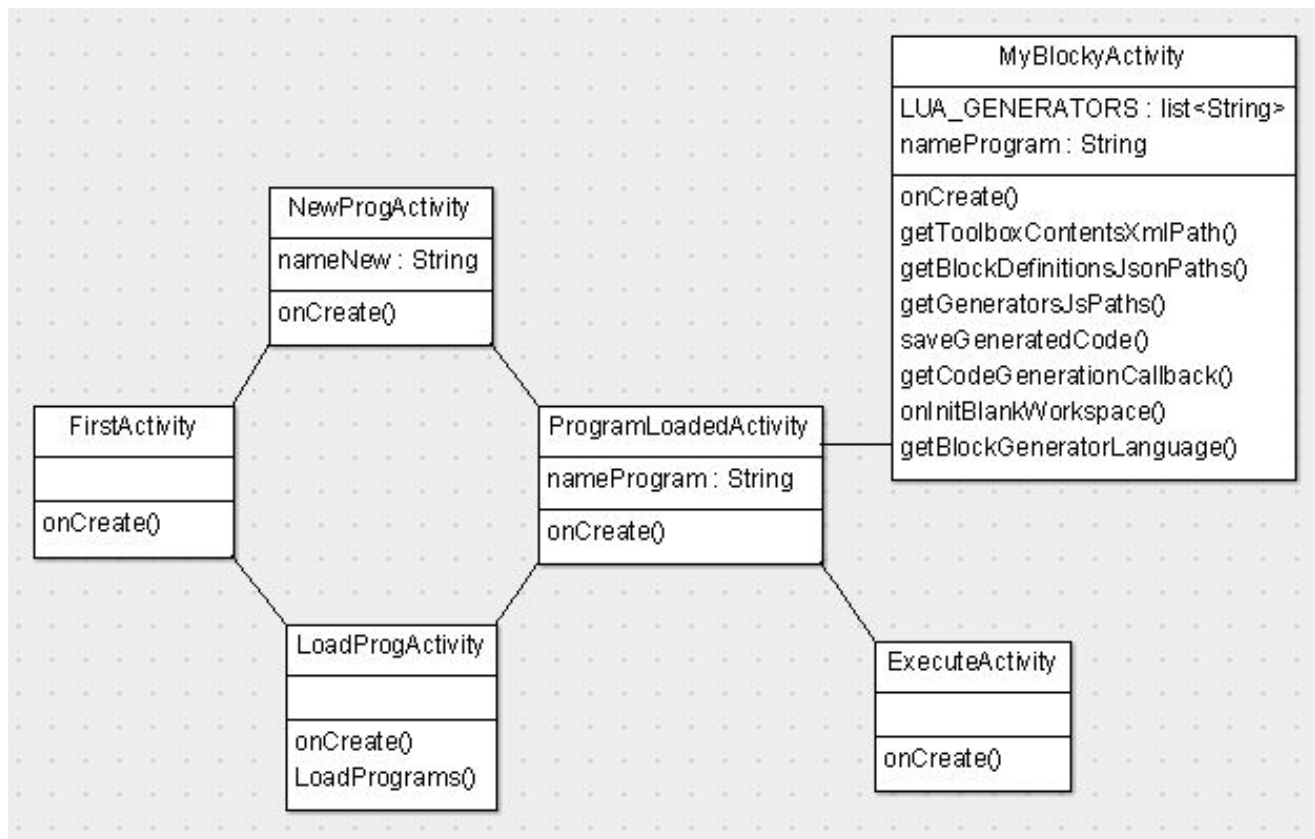 MyBlockyActivity
LUA_GENERATORS : list<String>
nameProgram : String
onCreate()
getToolboxContentsXmlPath()
getBlockDefinitionsJsonPaths()
getGeneratorsJsPaths()
saveGeneratedCode()
getCodeGenerationCallback()
onInitBlankWorkspace()
getBlockGeneratorLanguage()
NewProgActivity
nameNew : String
onCreate()
FirstActivity
onCreate()
ProgramLoadedActivity
nameProgram : String
onCreate()
LoadProgActivity
onCreate()
LoadPrograms()
ExecuteActivity
onCreate()